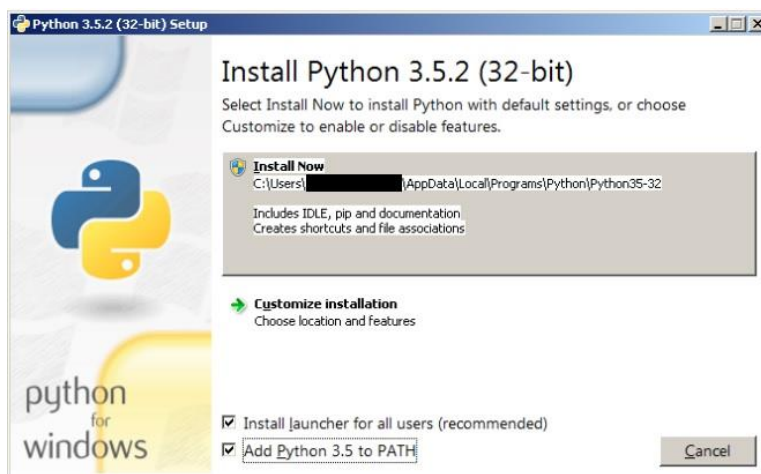 Python 3.5.2 (32-bit) Setup
Install Python 3.5.2 (32-bit)
Select Install Now to install Python with default settings, or choose
Customize to enable or disable features.
Install Now
C:\Users\ \AppData\Local\Programs\Python\Python35-32
Includes IDLE, pip and documentation
Creates shortcuts and file associations
Customize installation
Choose location and features
python
for
windows
Install launcher for all users (recommended)
Add Python 3.5 to PATH
Cancel